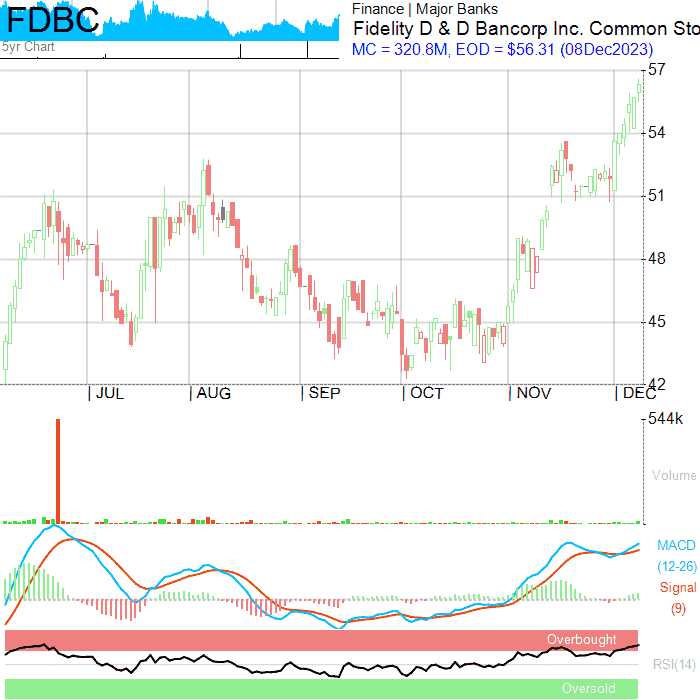 FDBC
5yr Chart
Finance | Major Banks
Fidelity D & D Bancorp Inc. Common Sto
MC = 320.8M, EOD = $56.31 (08Dec2023)
57
54
51
48
45
42
| JUL | AUG | SEP | OCT | NOV | DEC
544k
Volume
MACD
(12-26)
Signal
(9)
Overbought
RSI(14)
Oversold